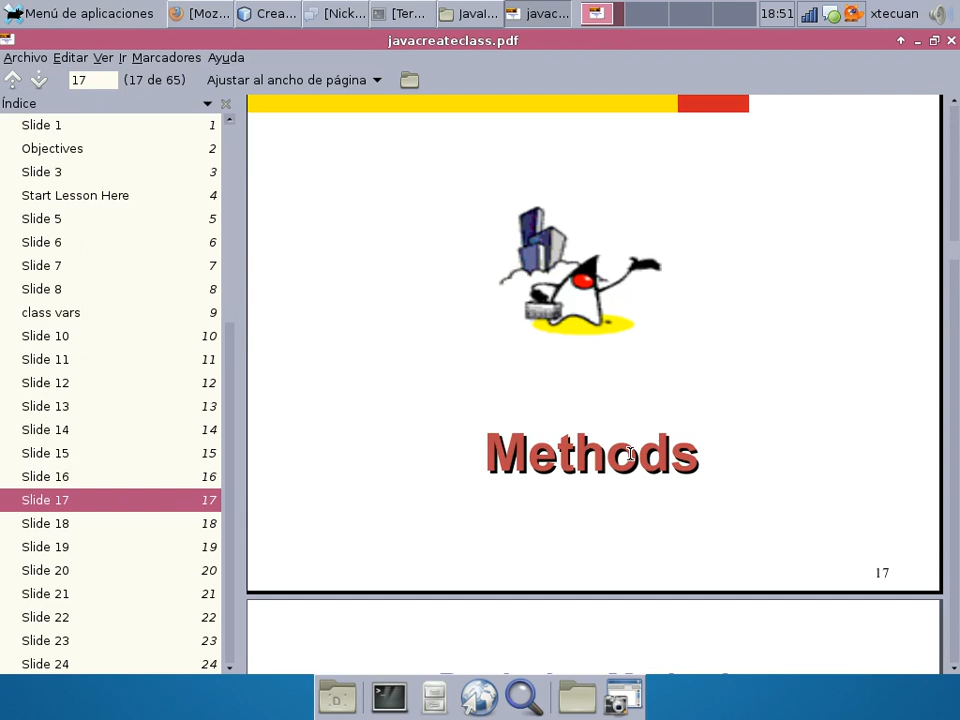 Menú de aplicaciones [Moz... Crea... [Nick... [Ter... JavaI... javac... 18:51 xtecuan
javacreateclass.pdf
Archivo Editar Ver Ir Marcadores Ayuda
17 (17 de 65) Ajustar al ancho de página
Índice
Slide 1 1
Objectives 2
Slide 3 3
Start Lesson Here 4
Slide 5 5
Slide 6 6
Slide 7 7
Slide 8 8
class vars 9
Slide 10 10
Slide 11 11
Slide 12 12
Slide 13 13
Slide 14 14
Slide 15 15
Slide 16 16
Slide 17 17
Slide 18 18
Slide 19 19
Slide 20 20
Slide 21 21
Slide 22 22
Slide 23 23
Slide 24 24
Methods
17